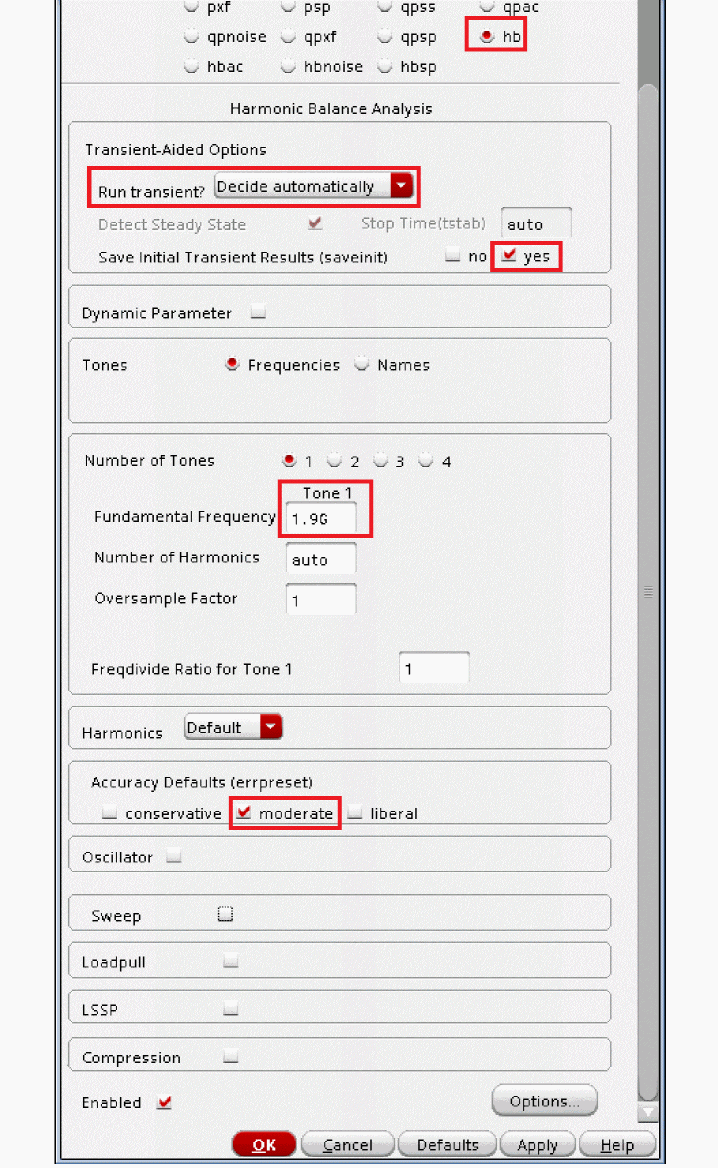 pxf psp qpss qpac
qpnoise qpxf qpsp hb
hbac hbnoise hbsp
Harmonic Balance Analysis
Transient-Aided Options
Run transient? Decide automatically
Detect Steady State Stop Time(tstab) auto
Save Initial Transient Results (saveinit) no yes
Dynamic Parameter
Tones Frequencies Names
Number of Tones 1 2 3 4
Tone 1
Fundamental Frequency 1.9G
Number of Harmonics auto
Oversample Factor 1
Freqdivide Ratio for Tone 1 1
Harmonics Default
Accuracy Defaults (errpreset)
conservative moderate liberal
Oscillator
Sweep
Loadpull
LSSP
Compression
Enabled Options...
OK Cancel Defaults Apply Help